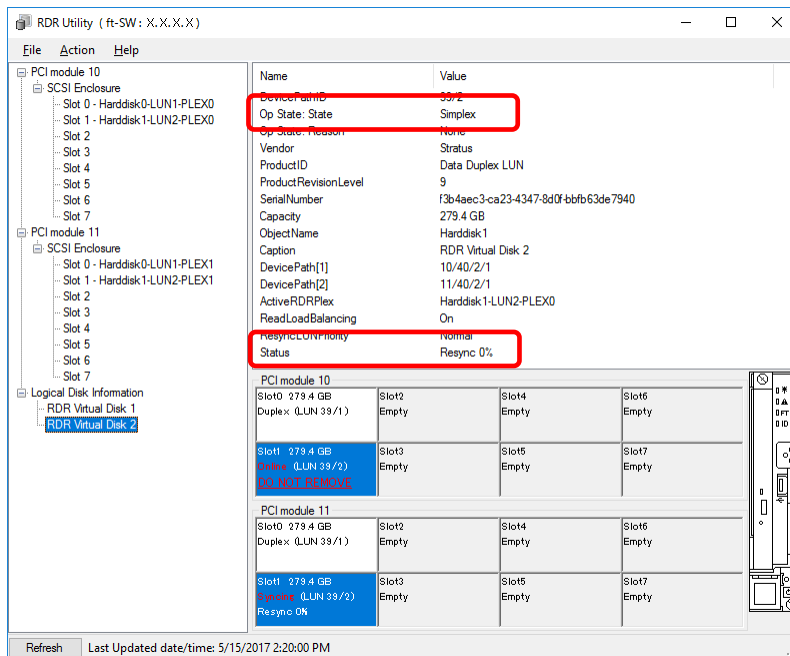 RDR Utility ( ft-SW : X.X.X.X )
File Action Help
PCI module 10
SCSI Enclosure
Slot 0 - Harddisk0-LUN1-PLEX0
Slot 1 - Harddisk1-LUN2-PLEX0
Slot 2
Slot 3
Slot 4
Slot 5
Slot 6
Slot 7
PCI module 11
SCSI Enclosure
Slot 0 - Harddisk0-LUN1-PLEX1
Slot 1 - Harddisk1-LUN2-PLEX1
Slot 2
Slot 3
Slot 4
Slot 5
Slot 6
Slot 7
Logical Disk Information
RDR Virtual Disk 1
RDR Virtual Disk 2
Name Value
DevicePathID 39/2
Op State: State Simplex
Op State: Reason None
Vendor Stratus
ProductID Data Duplex LUN
ProductRevisionLevel 9
SerialNumber f3b4aec3-ca23-4347-8d0f-bbfb63de7940
Capacity 279.4 GB
ObjectName Harddisk1
Caption RDR Virtual Disk 2
DevicePath[1] 10/40/2/1
DevicePath[2] 11/40/2/1
ActiveRDRPlex Harddisk1-LUN2-PLEX0
ReadLoadBalancing On
ResyncLUNPriority Normal
Status Resync 0%
PCI module 10
Slot0 279.4 GB Slot2 Slot4 Slot6
Duplex (LUN 39/1) Empty Empty Empty
Slot1 279.4 GB Slot3 Slot5 Slot7
Online (LUN 39/2) Empty Empty Empty
DO NOT REMOVE
PCI module 11
Slot0 279.4 GB Slot2 Slot4 Slot6
Duplex (LUN 39/1) Empty Empty Empty
Slot1 279.4 GB Slot3 Slot5 Slot7
Syncing (LUN 39/2) Empty Empty Empty
Resync 0%
FT
ID
Refresh Last Updated date/time: 5/15/2017 2:20:00 PM